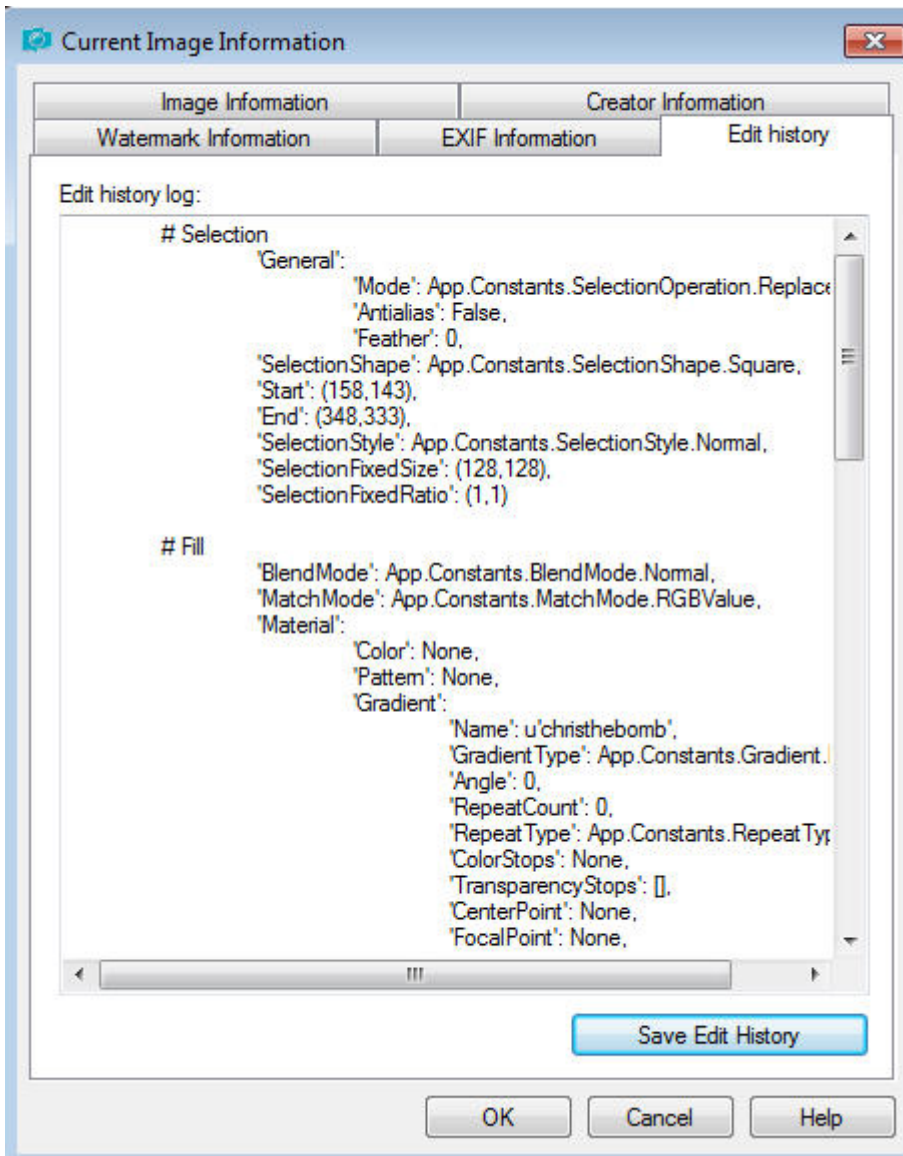 Current Image Information
Image Information
Creator Information
Watermark Information
EXIF Information
Edit history
Edit history log:
# Selection
'General':
'Mode': App.Constants.SelectionOperation.Replace
'Antialias': False,
'Feather': 0,
'SelectionShape': App.Constants.SelectionShape.Square,
'Start': (158,143),
'End': (348,333),
'SelectionStyle': App.Constants.SelectionStyle.Normal,
'SelectionFixedSize': (128,128),
'SelectionFixedRatio': (1,1)
# Fill
'BlendMode': App.Constants.BlendMode.Normal,
'MatchMode': App.Constants.MatchMode.RGBValue,
'Material':
'Color': None,
'Pattern': None,
'Gradient':
'Name': u'christhebomb',
'GradientType': App.Constants.Gradient.
'Angle': 0,
'RepeatCount': 0,
'RepeatType': App.Constants.RepeatTyp
'ColorStops': None,
'TransparencyStops': [],
'CenterPoint': None,
'FocalPoint': None,
Save Edit History
OK
Cancel
Help